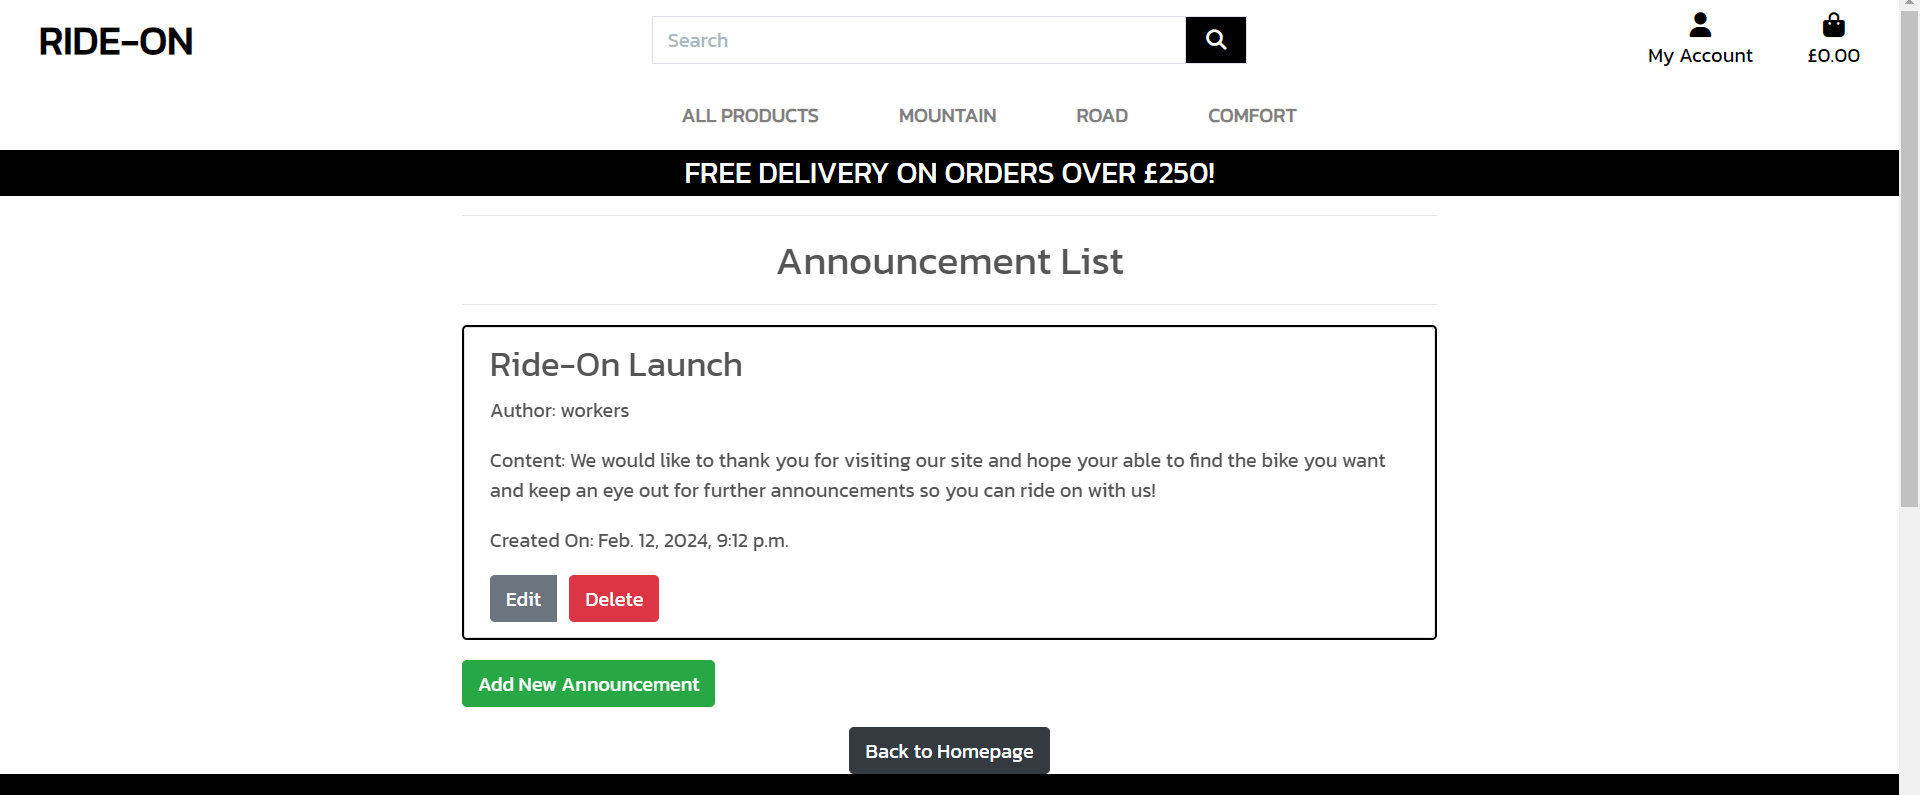 RIDE-ON
Search
My Account
£0.00
ALL PRODUCTS
MOUNTAIN
ROAD
COMFORT
FREE DELIVERY ON ORDERS OVER £250!
Announcement List
Ride-On Launch
Author: workers
Content: We would like to thank you for visiting our site and hope your able to find the bike you want
and keep an eye out for further announcements so you can ride on with us!
Created On: Feb. 12, 2024, 9:12 p.m.
Edit
Delete
Add New Announcement
Back to Homepage